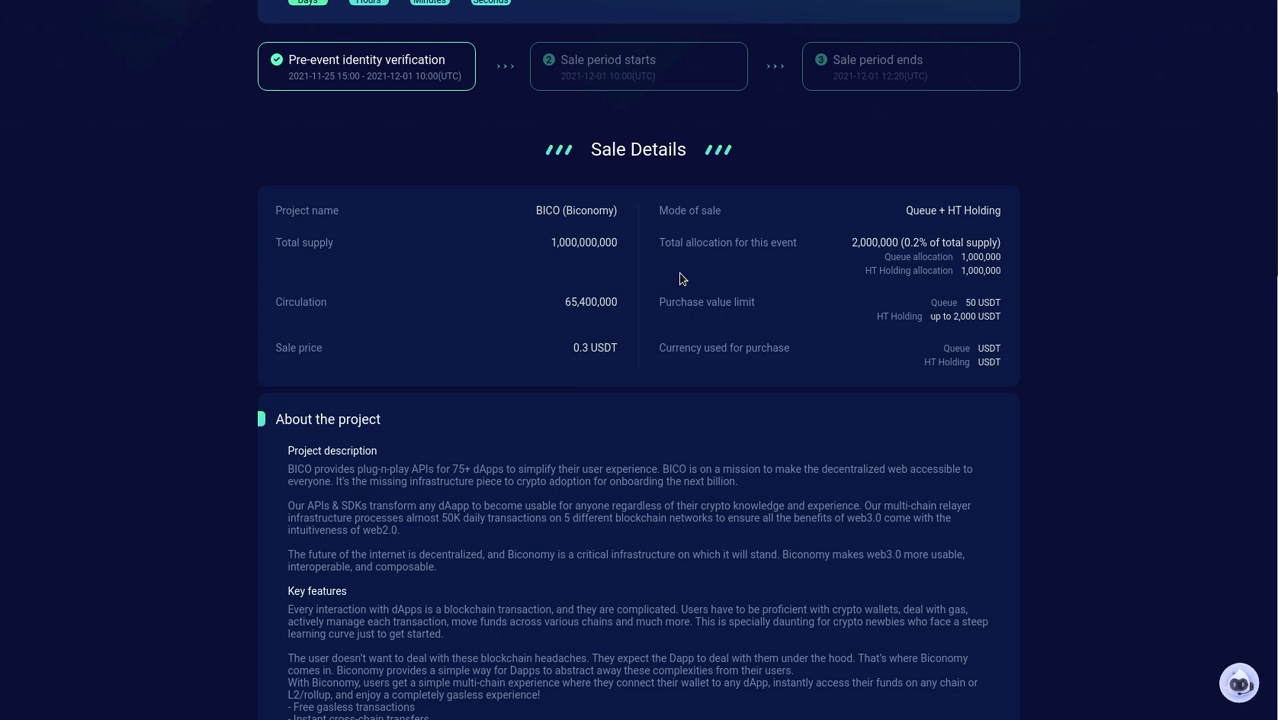 Days Hours Minutes Seconds
Pre-event identity verification
2021-11-25 15:00 - 2021-12-01 10:00(UTC)
2 Sale period starts
2021-12-01 10:00(UTC)
3 Sale period ends
2021-12-01 12:20(UTC)
Sale Details
Project name BICO (Biconomy)
Total supply 1,000,000,000
Circulation 65,400,000
Sale price 0.3 USDT
Mode of sale Queue + HT Holding
Total allocation for this event 2,000,000 (0.2% of total supply)
Queue allocation 1,000,000
HT Holding allocation 1,000,000
Purchase value limit Queue 50 USDT
HT Holding up to 2,000 USDT
Currency used for purchase Queue USDT
HT Holding USDT
About the project
Project description
BICO provides plug-n-play APIs for 75+ dApps to simplify their user experience. BICO is on a mission to make the decentralized web accessible to
everyone. It's the missing infrastructure piece to crypto adoption for onboarding the next billion.
Our APIs & SDKs transform any dAapp to become usable for anyone regardless of their crypto knowledge and experience. Our multi-chain relayer
infrastructure processes almost 50K daily transactions on 5 different blockchain networks to ensure all the benefits of web3.0 come with the
intuitiveness of web2.0.
The future of the internet is decentralized, and Biconomy is a critical infrastructure on which it will stand. Biconomy makes web3.0 more usable,
interoperable, and composable.
Key features
Every interaction with dApps is a blockchain transaction, and they are complicated. Users have to be proficient with crypto wallets, deal with gas,
actively manage each transaction, move funds across various chains and much more. This is specially daunting for crypto newbies who face a steep
learning curve just to get started.
The user doesn't want to deal with these blockchain headaches. They expect the Dapp to deal with them under the hood. That's where Biconomy
comes in. Biconomy provides a simple way for Dapps to abstract away these complexities from their users.
With Biconomy, users get a simple multi-chain experience where they connect their wallet to any dApp, instantly access their funds on any chain or
L2/rollup, and enjoy a completely gasless experience!
- Free gasless transactions
- Instant cross-chain transfers